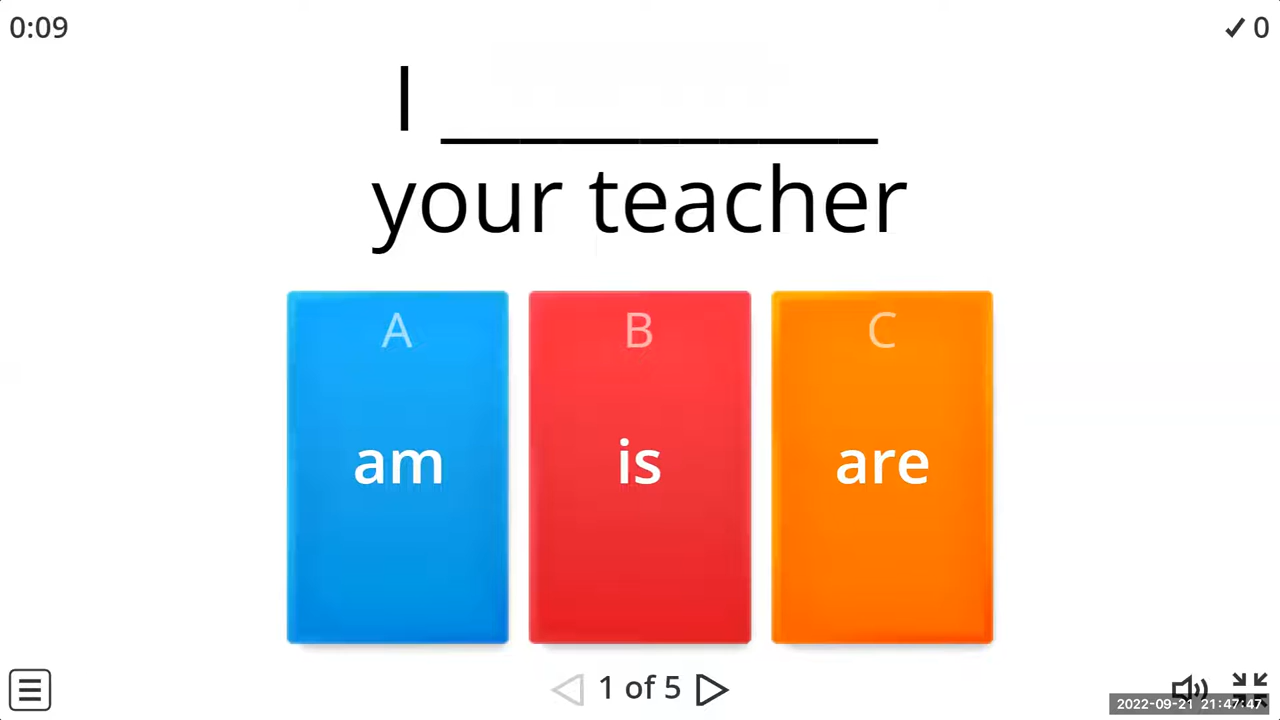 0:09
✓ 0
I ___________
your teacher
A
B
C
am
is
are
1 of 5
2022-09-21 21:47:47